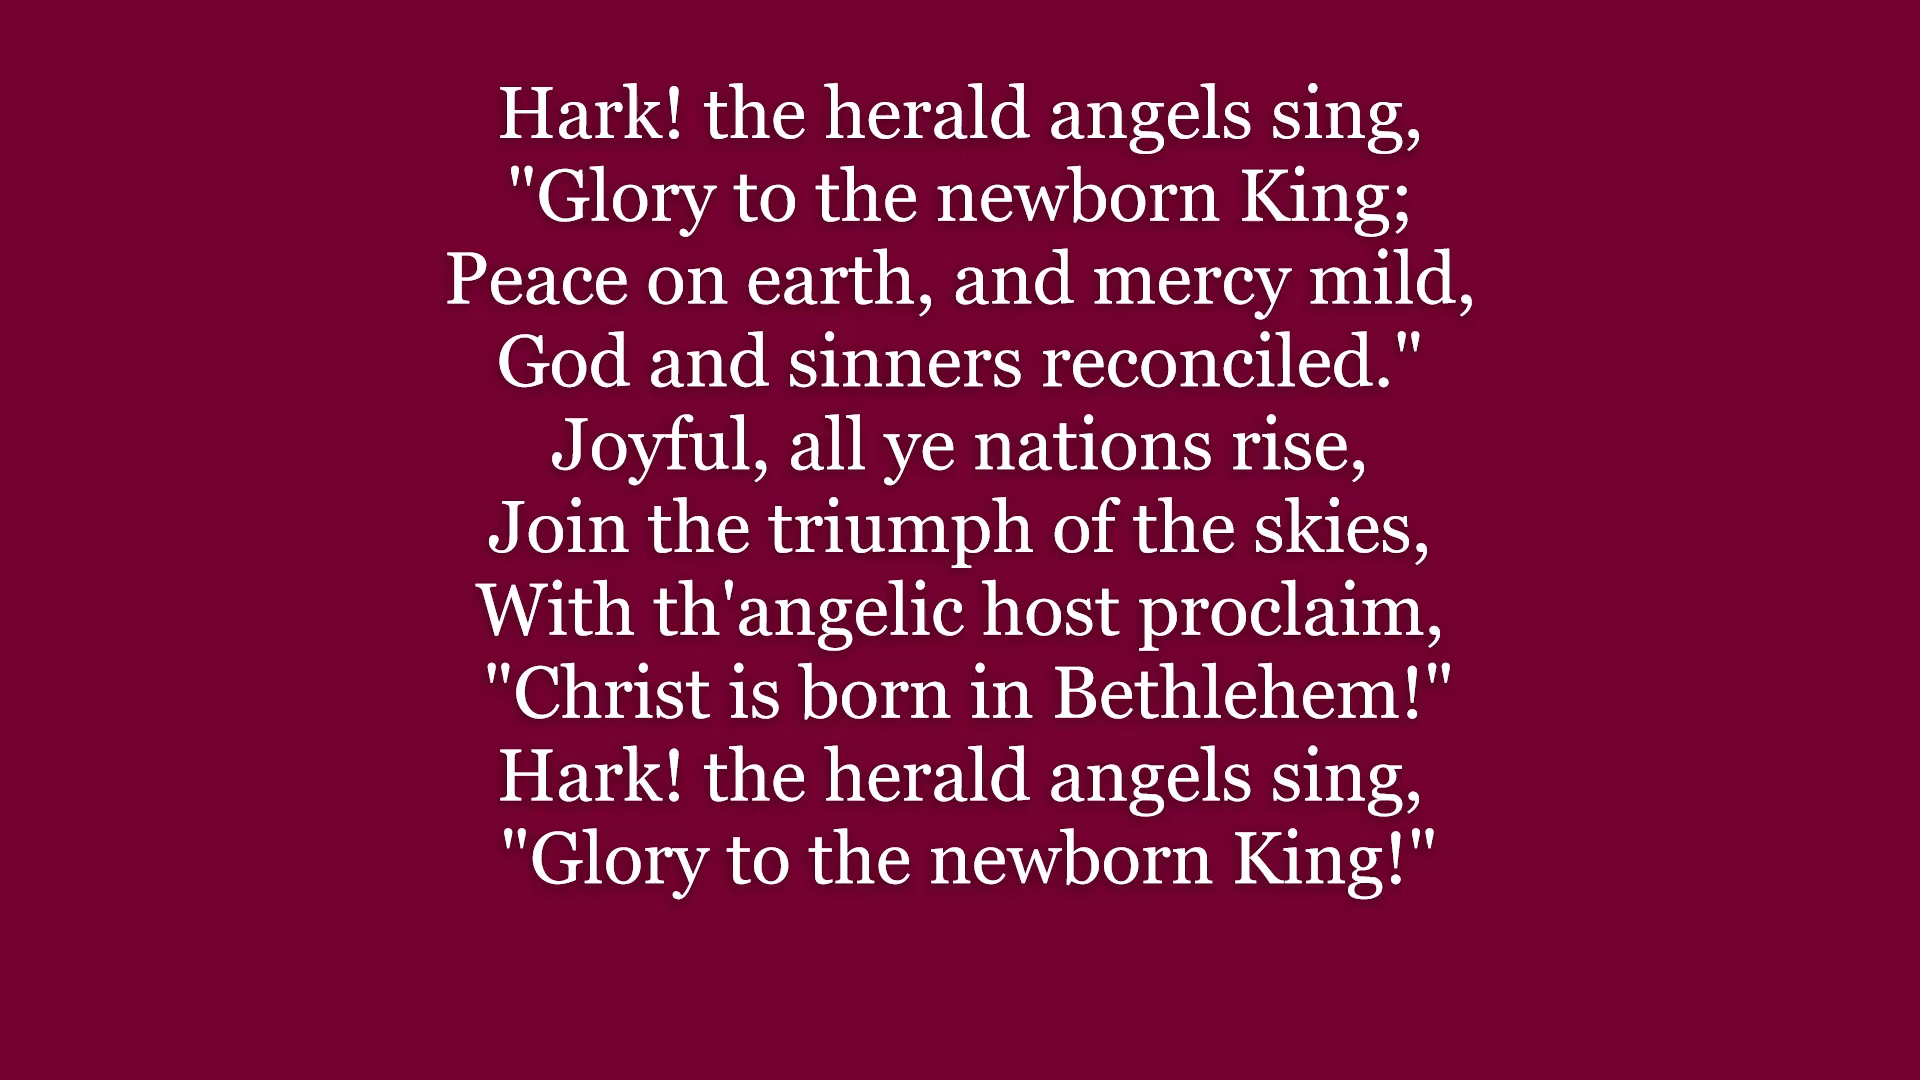 Hark! the herald angels sing,
"Glory to the newborn King;
Peace on earth, and mercy mild,
God and sinners reconciled."
Joyful, all ye nations rise,
Join the triumph of the skies,
With th'angelic host proclaim,
"Christ is born in Bethlehem!"
Hark! the herald angels sing,
"Glory to the newborn King!"